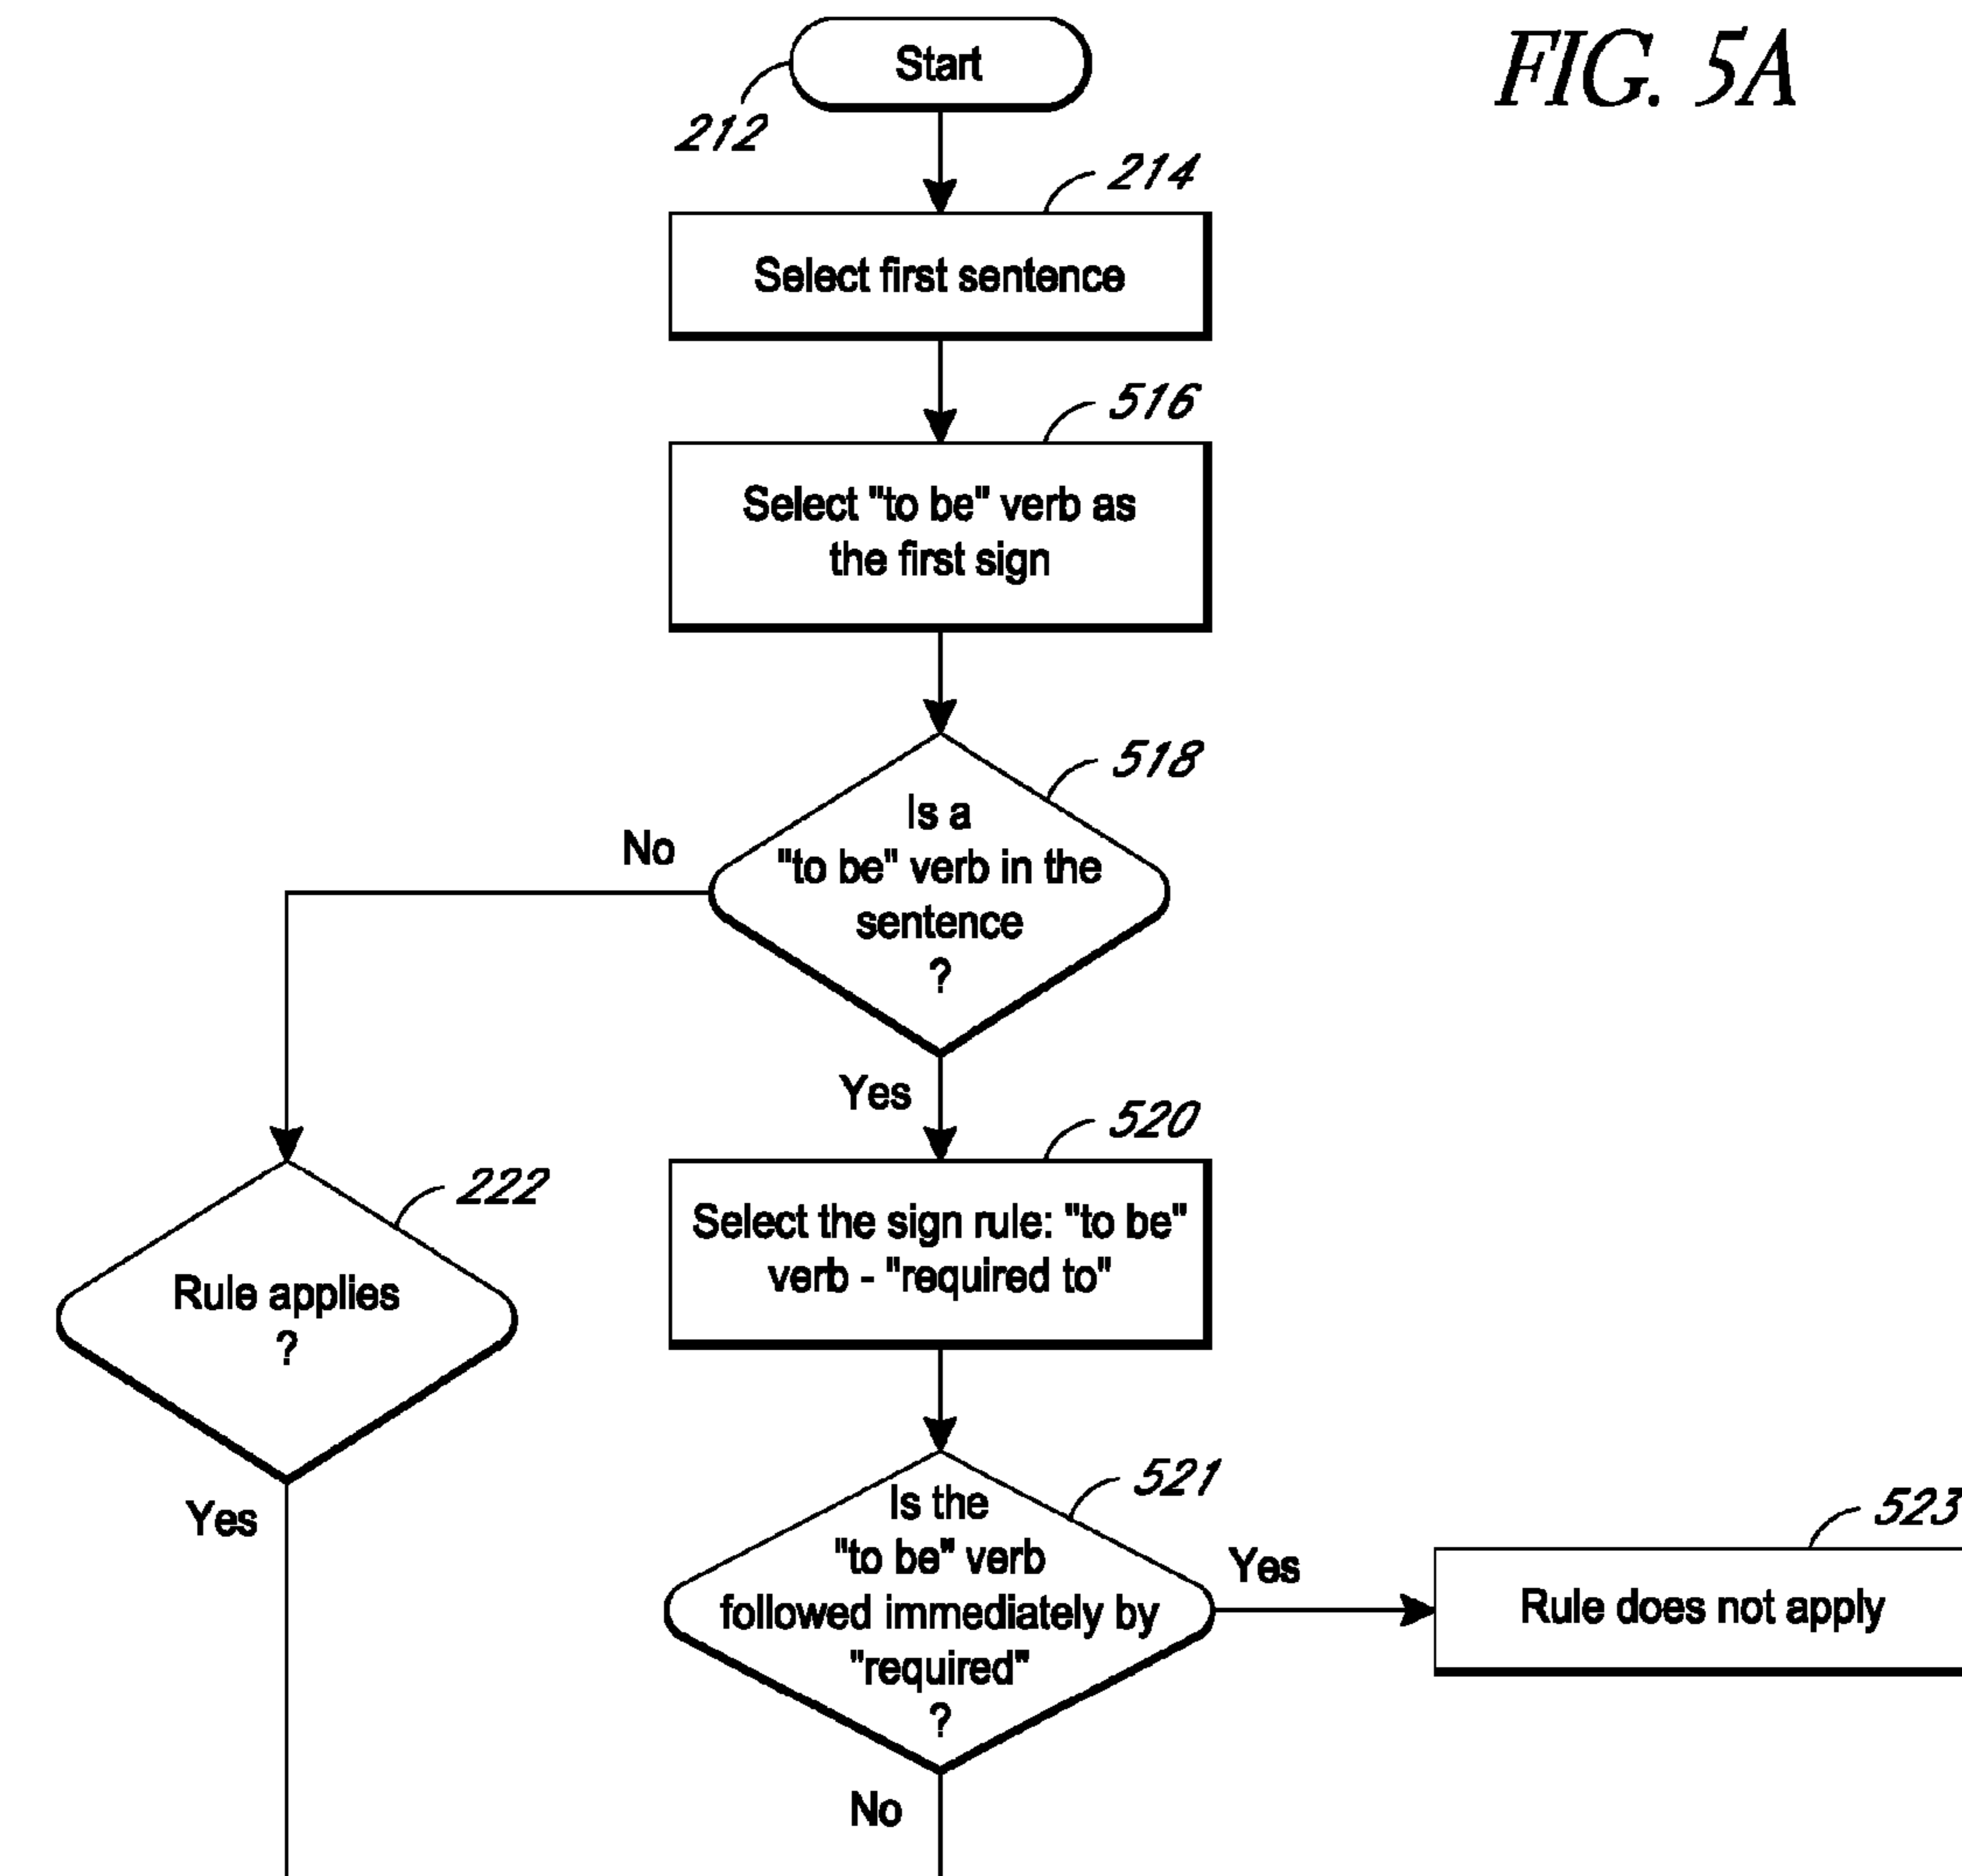 FIG. 5A
Start
212
214
Select first sentence
516
Select "to be" verb as
the first sign
518
Is a
"to be" verb in the
sentence
?
No
Yes
222
Rule applies
?
Yes
520
Select the sign rule: "to be"
verb - "required to"
521
Is the
"to be" verb
followed immediately by
"required"
?
Yes
523
Rule does not apply
No